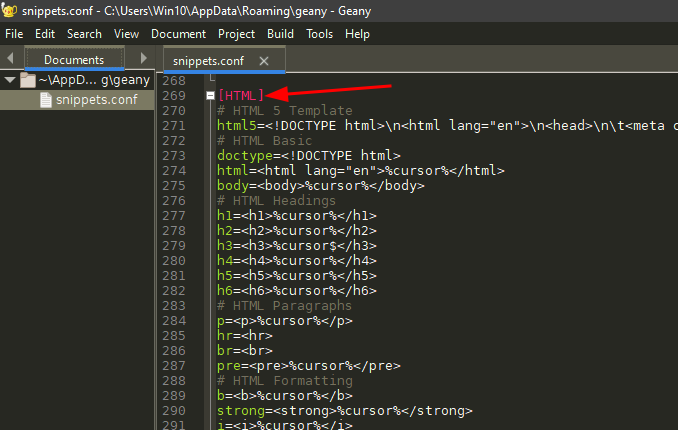 snippets.conf - C:\Users\Win10\AppData\Roaming\geany - Geany
File Edit Search View Document Project Build Tools Help
Documents
snippets.conf
~\AppD... g\geany
snippets.conf
268
269 [HTML]
270 # HTML 5 Template
271 html5=<!DOCTYPE html>\n<html lang="en">\n<head>\n\t<meta c
272 # HTML Basic
273 doctype=<!DOCTYPE html>
274 html=<html lang="en">%cursor%</html>
275 body=<body>%cursor%</body>
276 # HTML Headings
277 h1=<h1>%cursor%</h1>
278 h2=<h2>%cursor%</h2>
279 h3=<h3>%cursor$</h3>
280 h4=<h4>%cursor%</h4>
281 h5=<h5>%cursor%</h5>
282 h6=<h6>%cursor%</h6>
283 # HTML Paragraphs
284 p=<p>%cursor%</p>
285 hr=<hr>
286 br=<br>
287 pre=<pre>%cursor%</pre>
288 # HTML Formatting
289 b=<b>%cursor%</b>
290 strong=<strong>%cursor%</strong>
291 i=<i>%cursor%</i>